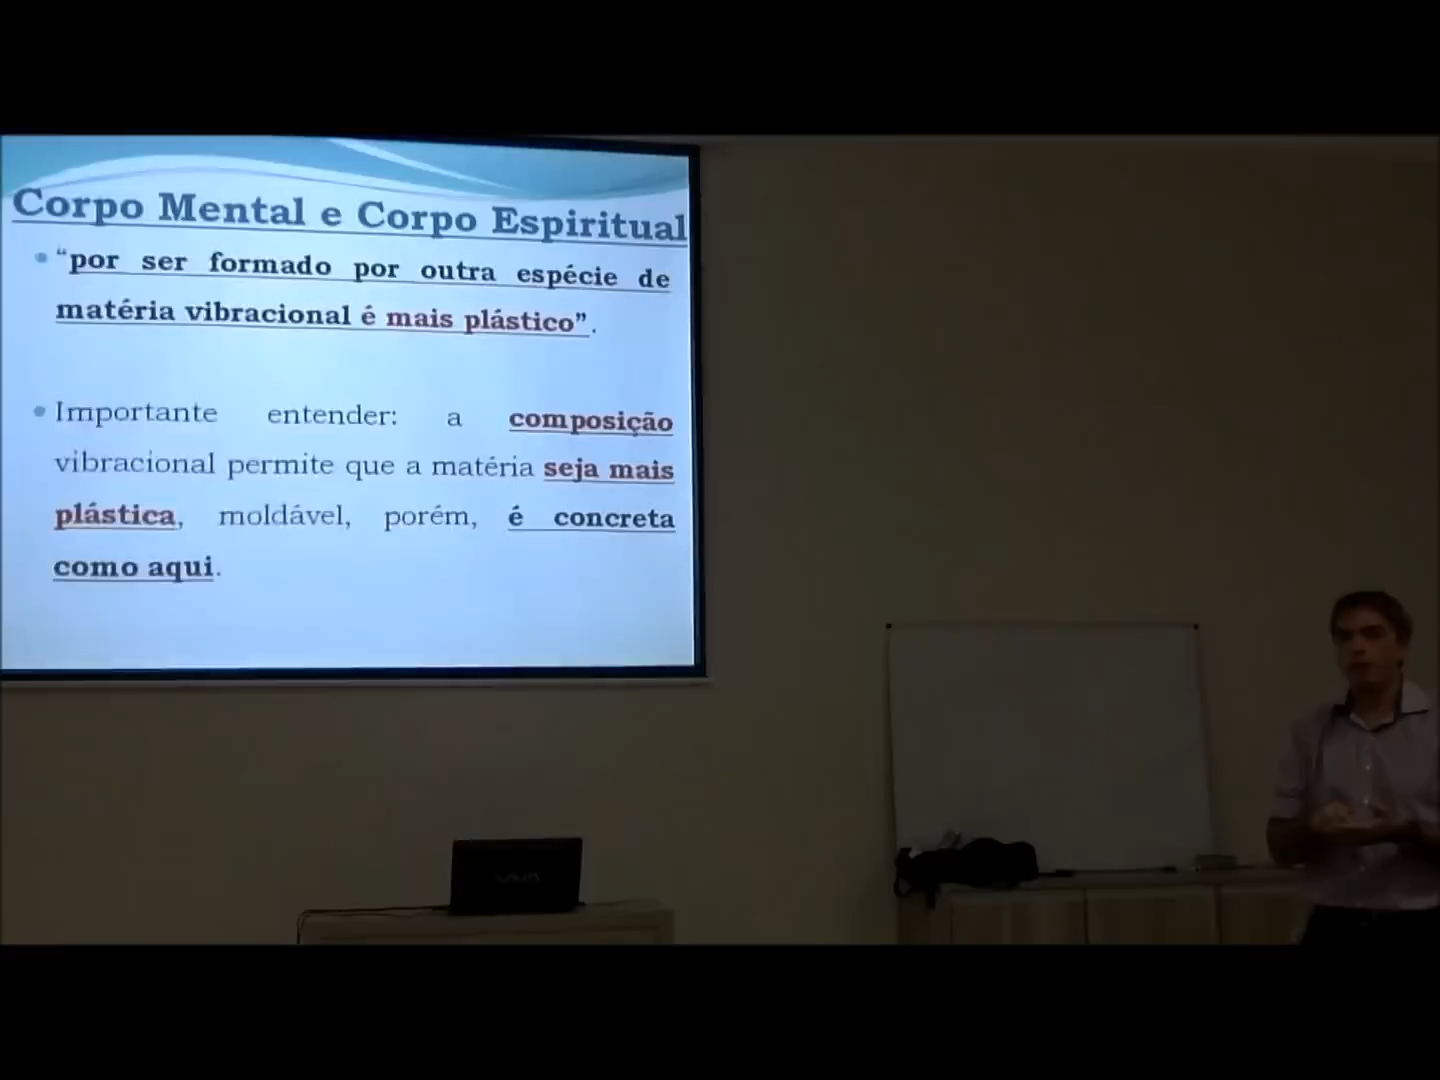 Corpo Mental e Corpo Espiritual
“por ser formado por outra espécie de
matéria vibracional é mais plástico”.
Importante entender: a composição
vibracional permite que a matéria seja mais
plástica, moldável, porém, é concreta
como aqui.
VAIO